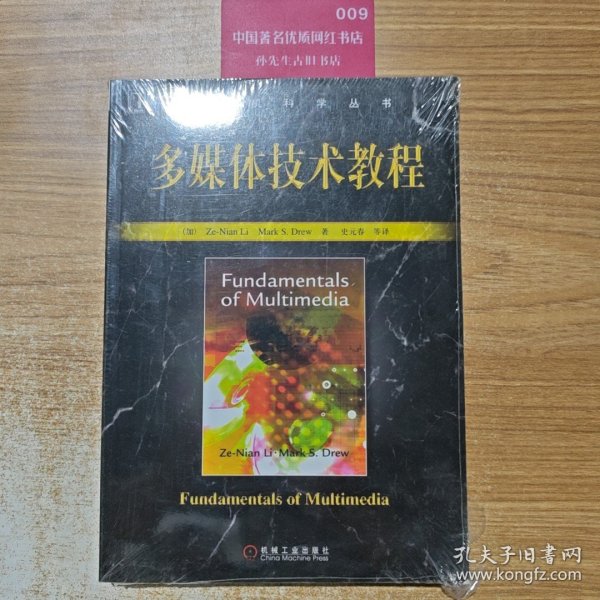 009
中国著名优质网红书店
孙先生古旧书店
机科学丛书
多媒体技术教程
(加) Ze-Nian Li Mark S. Drew 著 史元春 等译
Fundamentals
of Multimedia
Ze-Nian Li · Mark S. Drew
Fundamentals of Multimedia
机械工业出版社
China Machine Press
孔夫子旧书网
www.kongfz.com